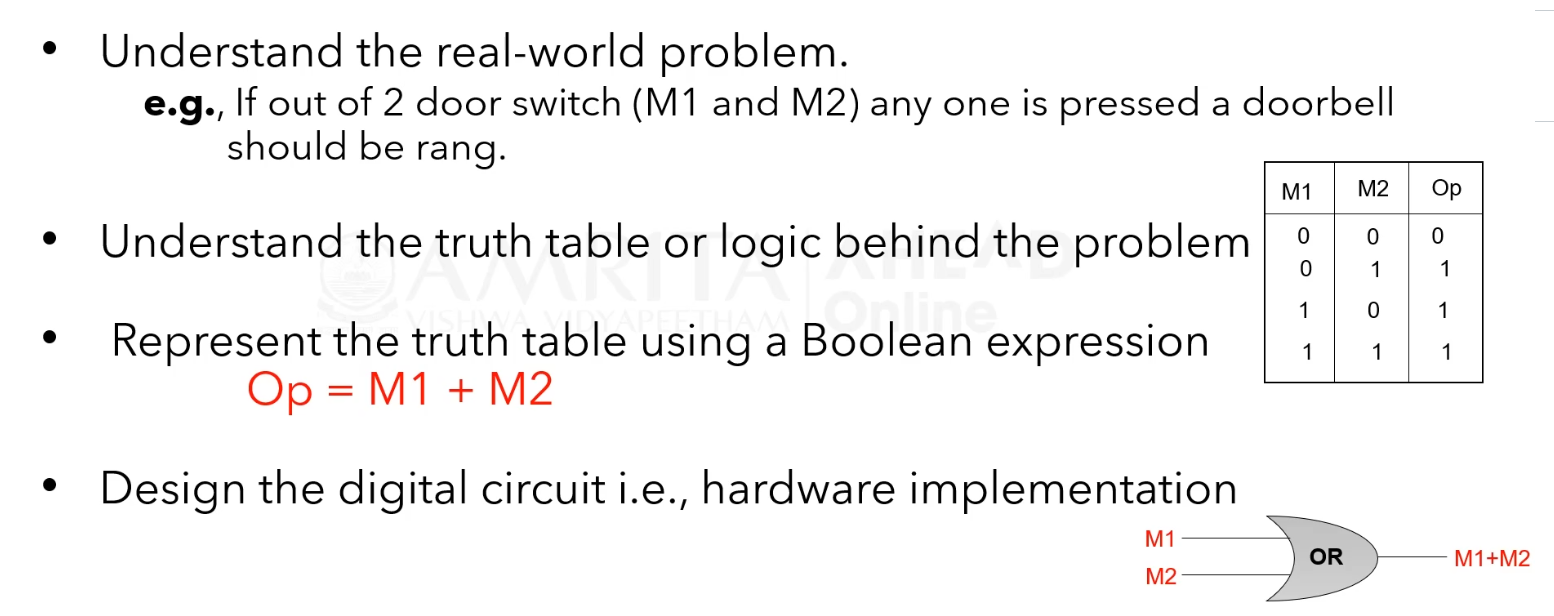 • Understand the real-world problem.
e.g., If out of 2 door switch (M1 and M2) any one is pressed a doorbell
should be rang.
• Understand the truth table or logic behind the problem
M1 M2 Op
0 0 0
0 1 1
1 0 1
1 1 1
AMRITA AHEAD
VISHWA VIDYAPEETHAM Online
• Represent the truth table using a Boolean expression
Op = M1 + M2
• Design the digital circuit i.e., hardware implementation
M1
OR
M1+M2
M2